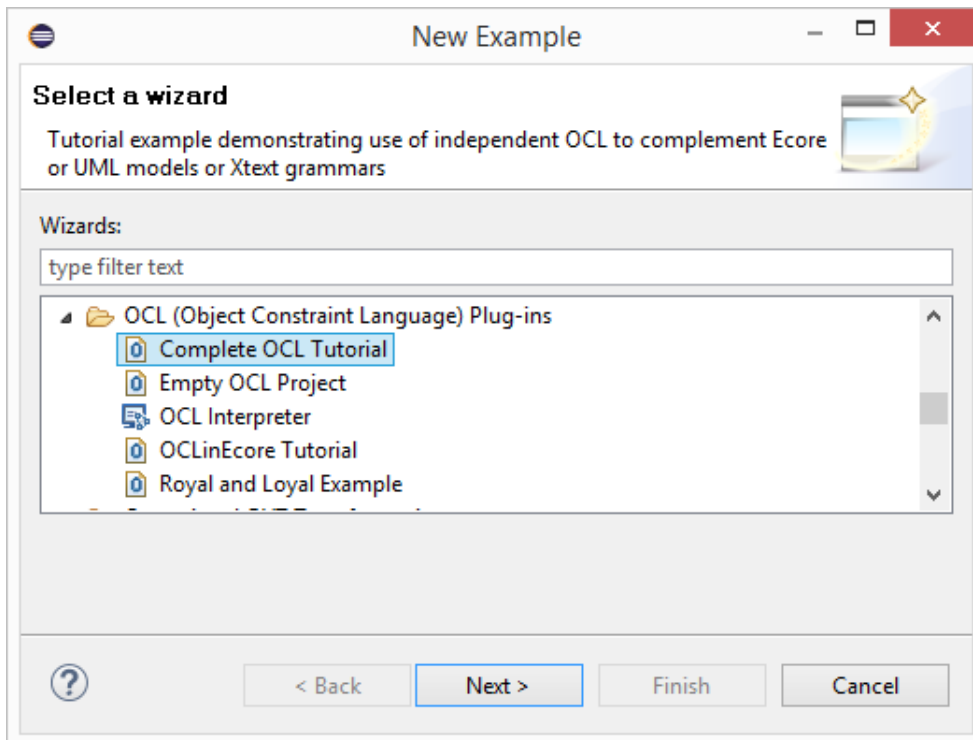 New Example
Select a wizard
Tutorial example demonstrating use of independent OCL to complement Ecore
or UML models or Xtext grammars
Wizards:
type filter text
OCL (Object Constraint Language) Plug-ins
Complete OCL Tutorial
Empty OCL Project
OCL Interpreter
OCLinEcore Tutorial
Royal and Loyal Example
?
< Back
Next >
Finish
Cancel